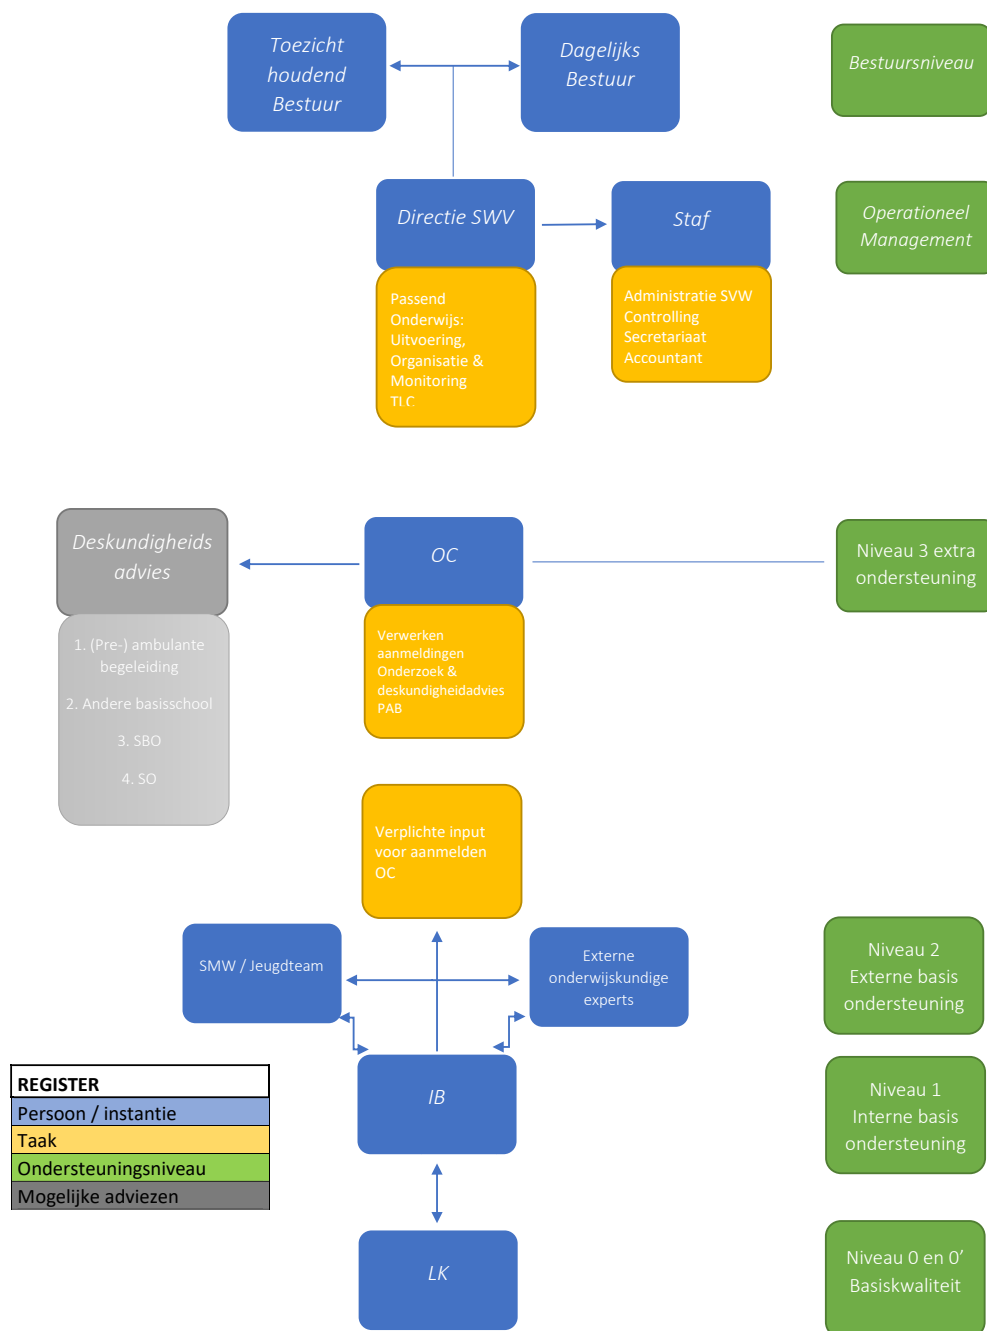 Toezicht
houdend
Bestuur
Dagelijks
Bestuur
Bestuursniveau
Directie SWV
Staf
Operationeel
Management
Passend
Onderwijs:
Uitvoering,
Organisatie &
Monitoring
TLC
Administratie SVW
Controlling
Secretariaat
Accountant
Deskundigheids
advies
OC
Niveau 3 extra
ondersteuning
1. (Pre-) ambulante
begeleiding
2. Andere basisschool
3. SBO
4. SO
Verwerken
aanmeldingen
Onderzoek &
deskundigheidadvies
PAB
Verplichte input
voor aanmelden
OC
SMW / Jeugdteam
Externe
onderwijskundige
experts
Niveau 2
Externe basis
ondersteuning
IB
Niveau 1
Interne basis
ondersteuning
REGISTER
Persoon / instantie
Taak
Ondersteuningsniveau
Mogelijke adviezen
LK
Niveau 0 en 0’
Basiskwaliteit